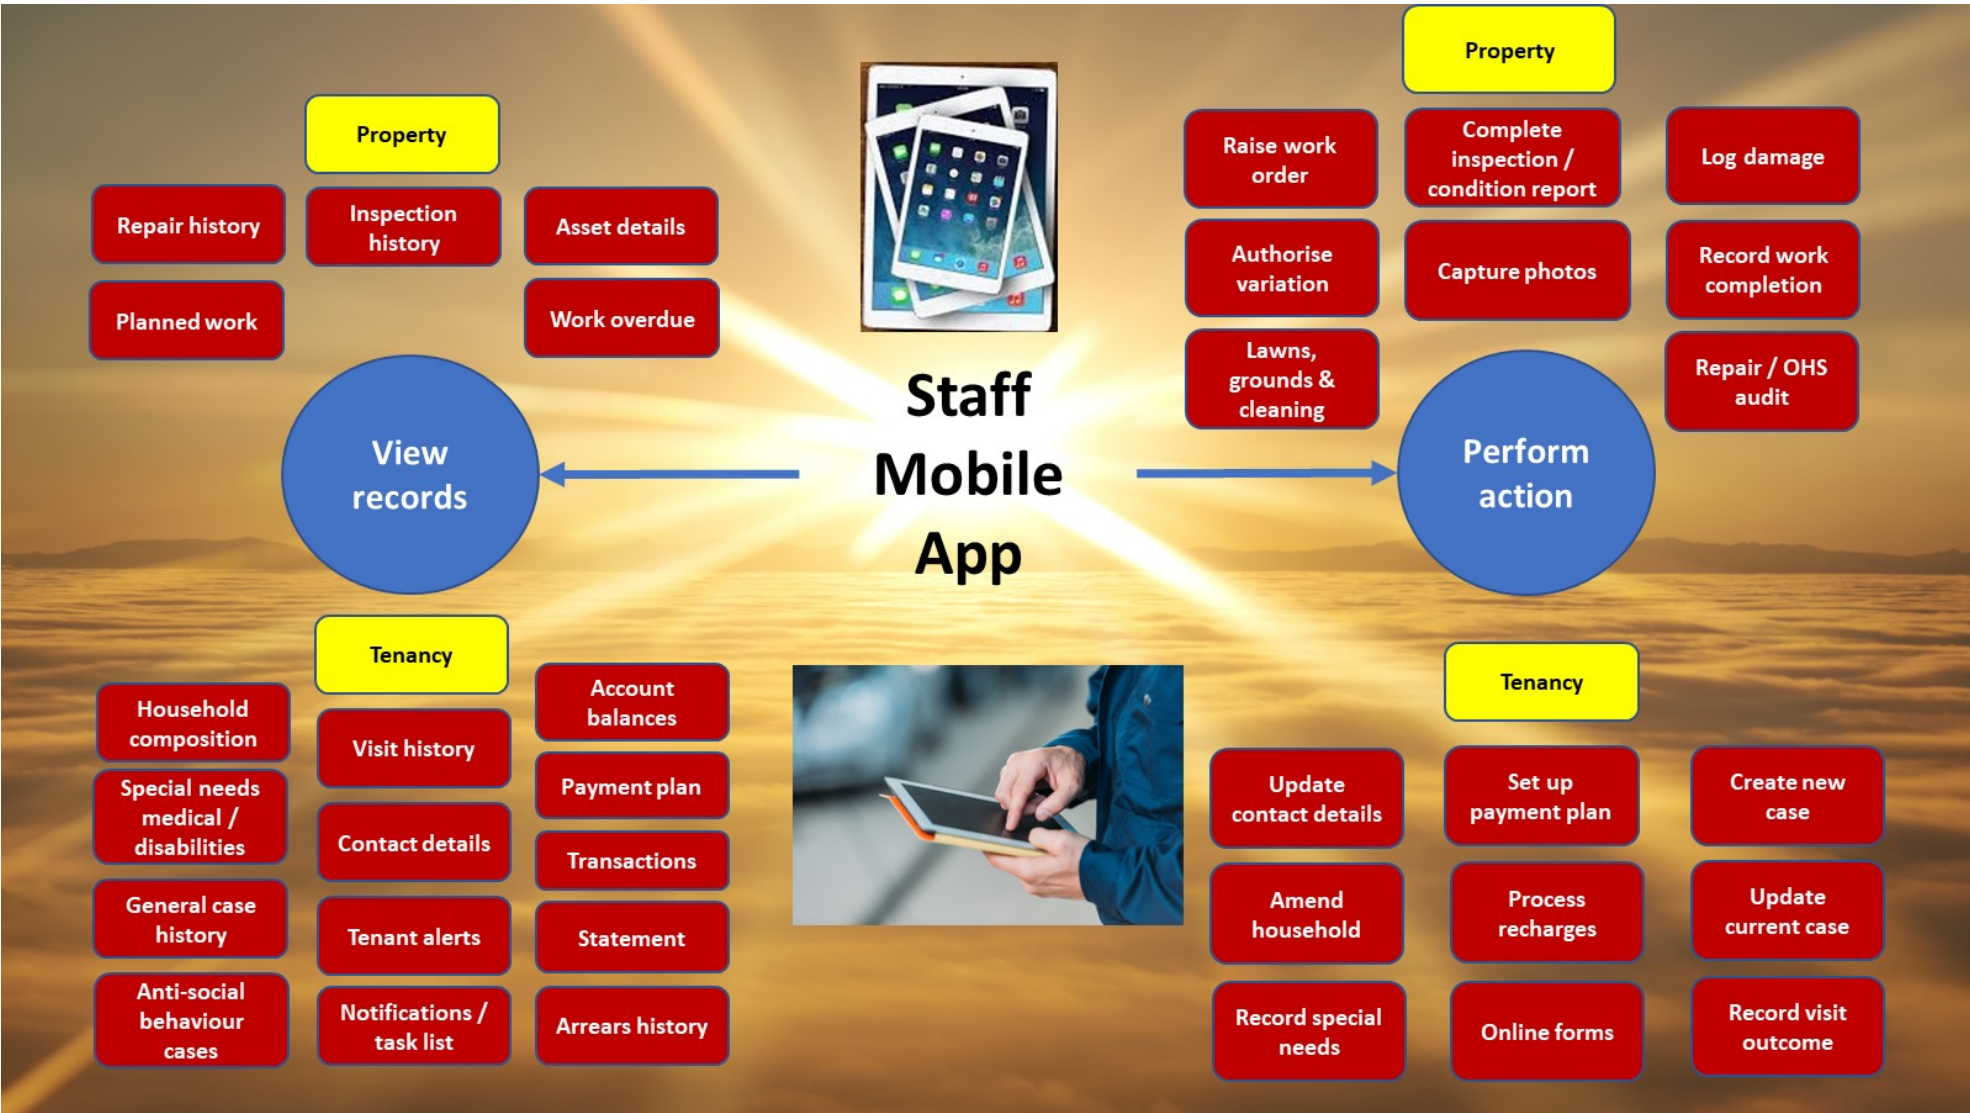 Property
Repair history
Inspection
history
Asset details
Planned work
Work overdue
View
records
Tenancy
Household
composition
Special needs
medical /
disabilities
General case
history
Anti-social
behaviour
cases
Visit history
Contact details
Tenant alerts
Notifications /
task list
Account
balances
Payment plan
Transactions
Statement
Arrears history
Staff
Mobile
App
Property
Raise work
order
Authorise
variation
Lawns,
grounds &
cleaning
Complete
inspection /
condition report
Capture photos
Log damage
Record work
completion
Repair / OHS
audit
Perform
action
Tenancy
Update
contact details
Amend
household
Record special
needs
Set up
payment plan
Process
recharges
Online forms
Create new
case
Update
current case
Record visit
outcome